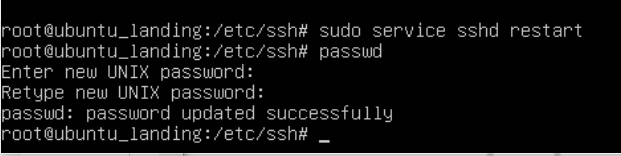 root@ubuntu_landing:/etc/ssh# sudo service sshd restart
root@ubuntu_landing:/etc/ssh# passwd
Enter new UNIX password:
Retype new UNIX password:
passwd: password updated successfully
root@ubuntu_landing:/etc/ssh# _